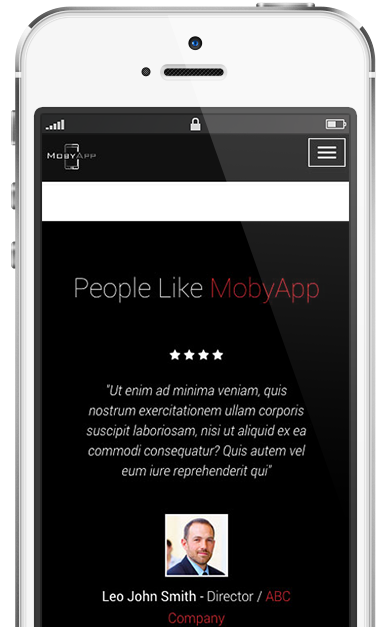 MOBYAPP
People Like MobyApp
"Ut enim ad minima veniam, quis
nostrum exercitationem ullam corporis
suscipit laboriosam, nisi ut aliquid ex ea
commodi consequatur? Quis autem vel
eum iure reprehenderit qui"
Leo John Smith - Director / ABC
Company